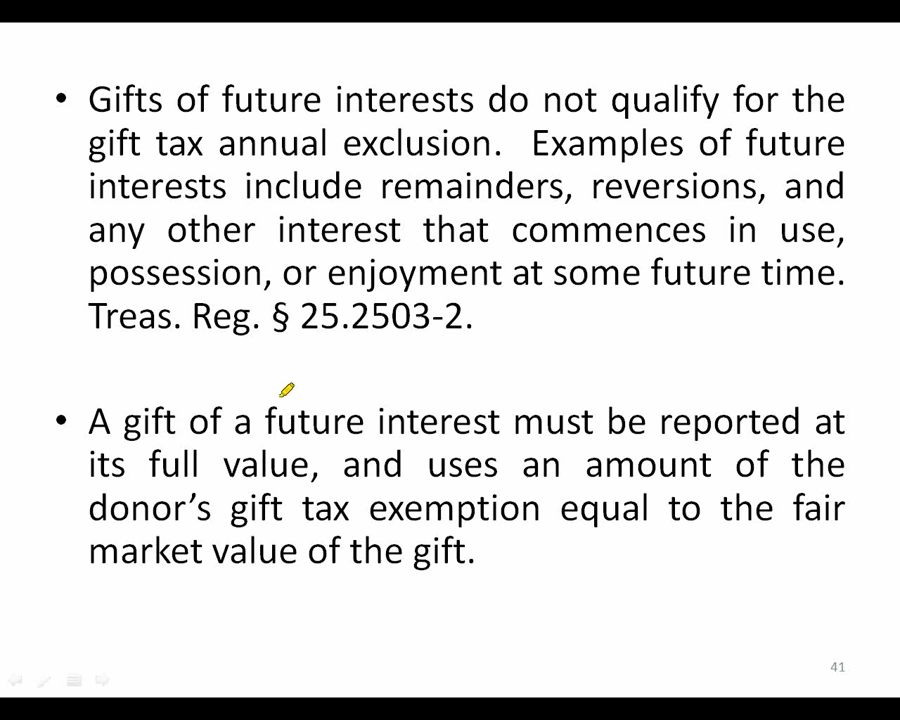 • Gifts of future interests do not qualify for the
gift tax annual exclusion.  Examples of future
interests include remainders, reversions, and
any other interest that commences in use,
possession, or enjoyment at some future time.
Treas. Reg. § 25.2503-2.
• A gift of a future interest must be reported at
its full value, and uses an amount of the
donor’s gift tax exemption equal to the fair
market value of the gift.
41